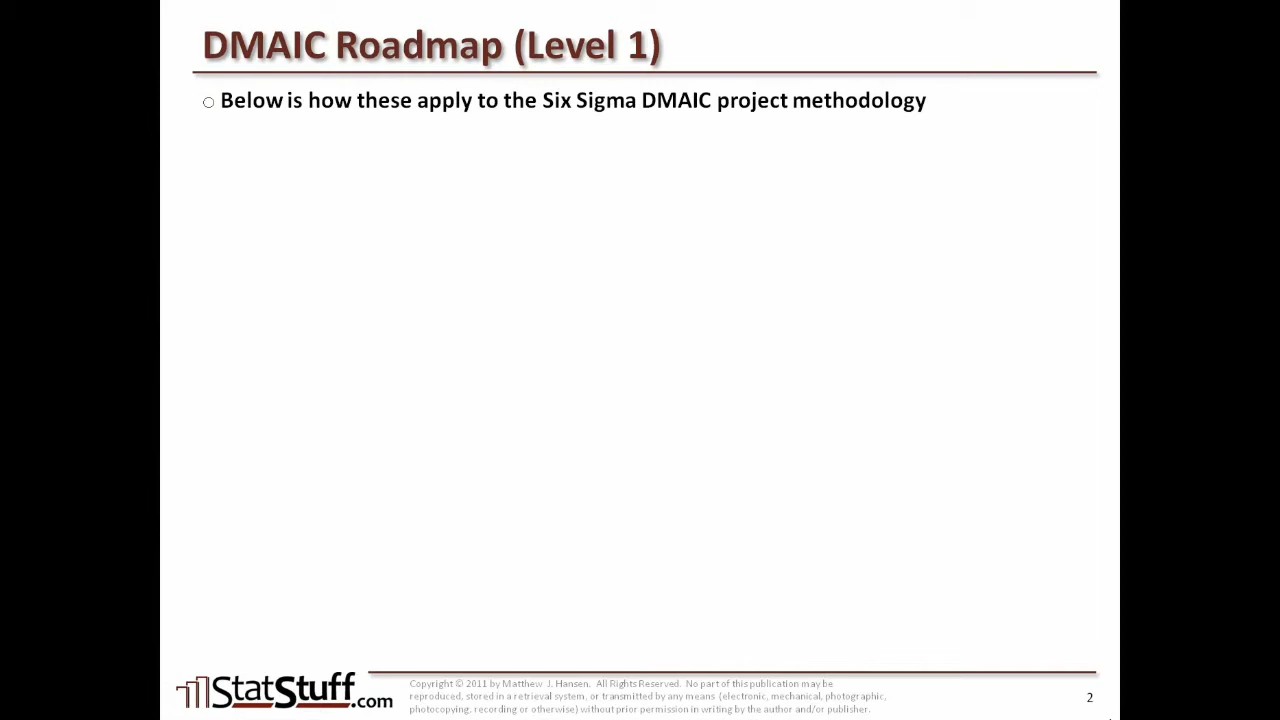 DMAIC Roadmap (Level 1)
Below is how these apply to the Six Sigma DMAIC project methodology
StatStuff.com
Copyright © 2011 by Matthew J. Hansen. All Rights Reserved. No part of this publication may be
reproduced, stored in a retrieval system, or transmitted by any means (electronic, mechanical, photographic,
photocopying, recording or otherwise) without prior permission in writing by the author and/or publisher.
2